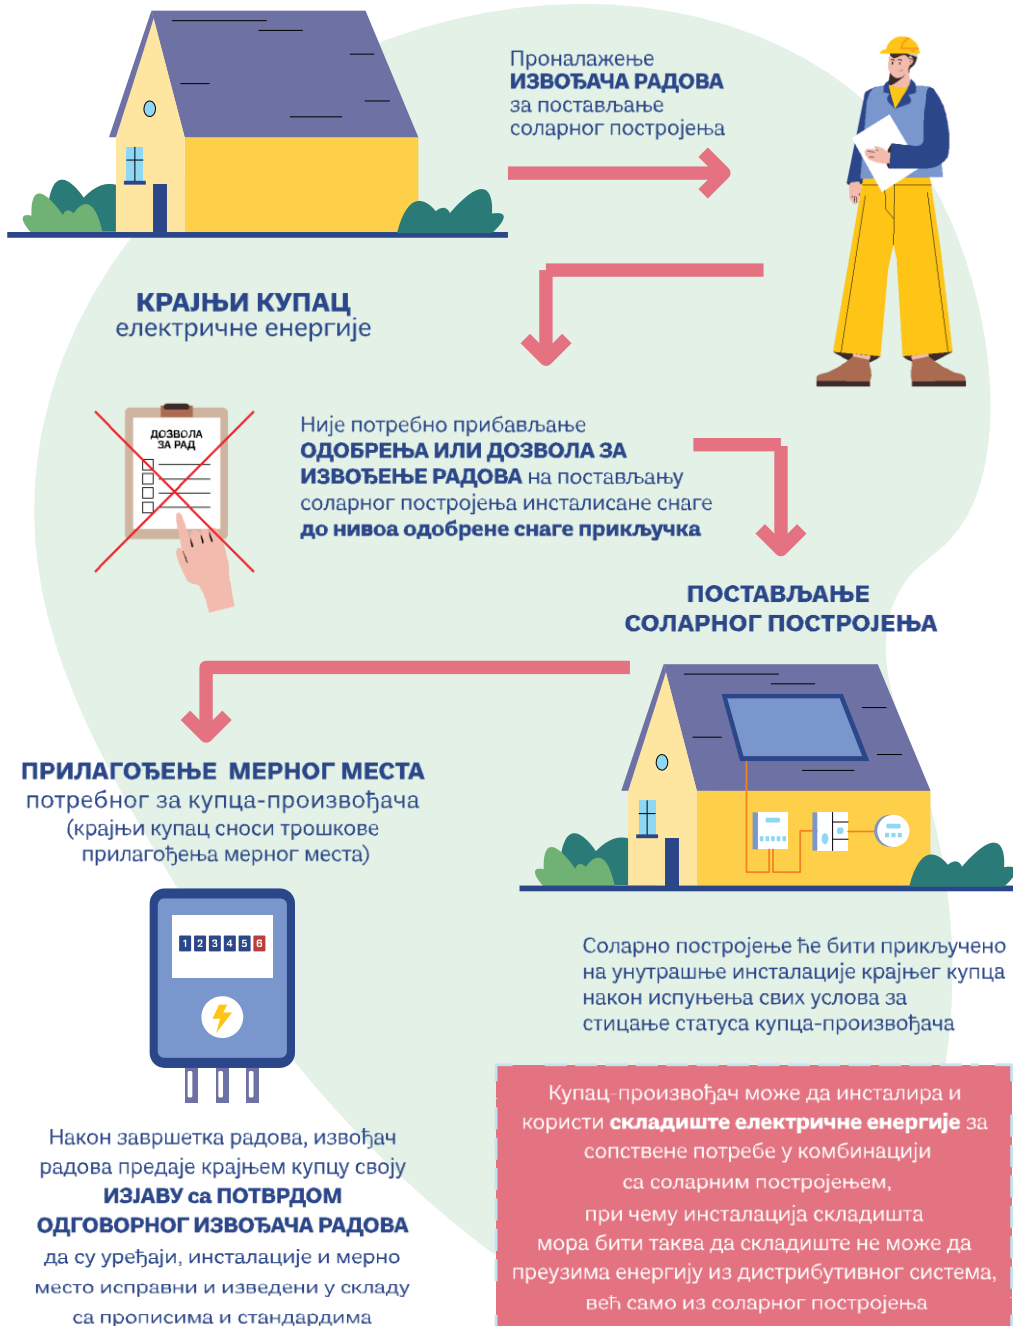 Проналажење
ИЗВОЂАЧА РАДОВА
за постављање
соларног постројења
КРАЈЊИ КУПАЦ
електричне енергије
ДОЗВОЛА
ЗА РАД
Није потребно прибављање
ОДОБРЕЊА ИЛИ ДОЗВОЛА ЗА
ИЗВОЂЕЊЕ РАДОВА на постављању
соларног постројења инсталисане снаге
до нивоа одобрене снаге прикључка
ПОСТАВЉАЊЕ
СОЛАРНОГ ПОСТРОЈЕЊА
ПРИЛАГОЂЕЊЕ МЕРНОГ МЕСТА
потребног за купца-произвођача
(крајњи купац сноси трошкове
прилагођења мерног места)
1 2 3 4 5 6
Соларно постројење ће бити прикључено
на унутрашње инсталације крајњег купца
након испуњења свих услова за
стицање статуса купца-произвођача
Након завршетка радова, извођач
радова предаје крајњем купцу своју
ИЗЈАВУ са ПОТВРДОМ
ОДГОВОРНОГ ИЗВОЂАЧА РАДОВА
да су уређаји, инсталације и мерно
место исправни и изведени у складу
са прописима и стандардима
Купац-произвођач може да инсталира и
користи складиште електричне енергије за
сопствене потребе у комбинацији
са соларним постројењем,
при чему инсталација складишта
мора бити таква да складиште не може да
преузима енергију из дистрибутивног система,
већ само из соларног постројења